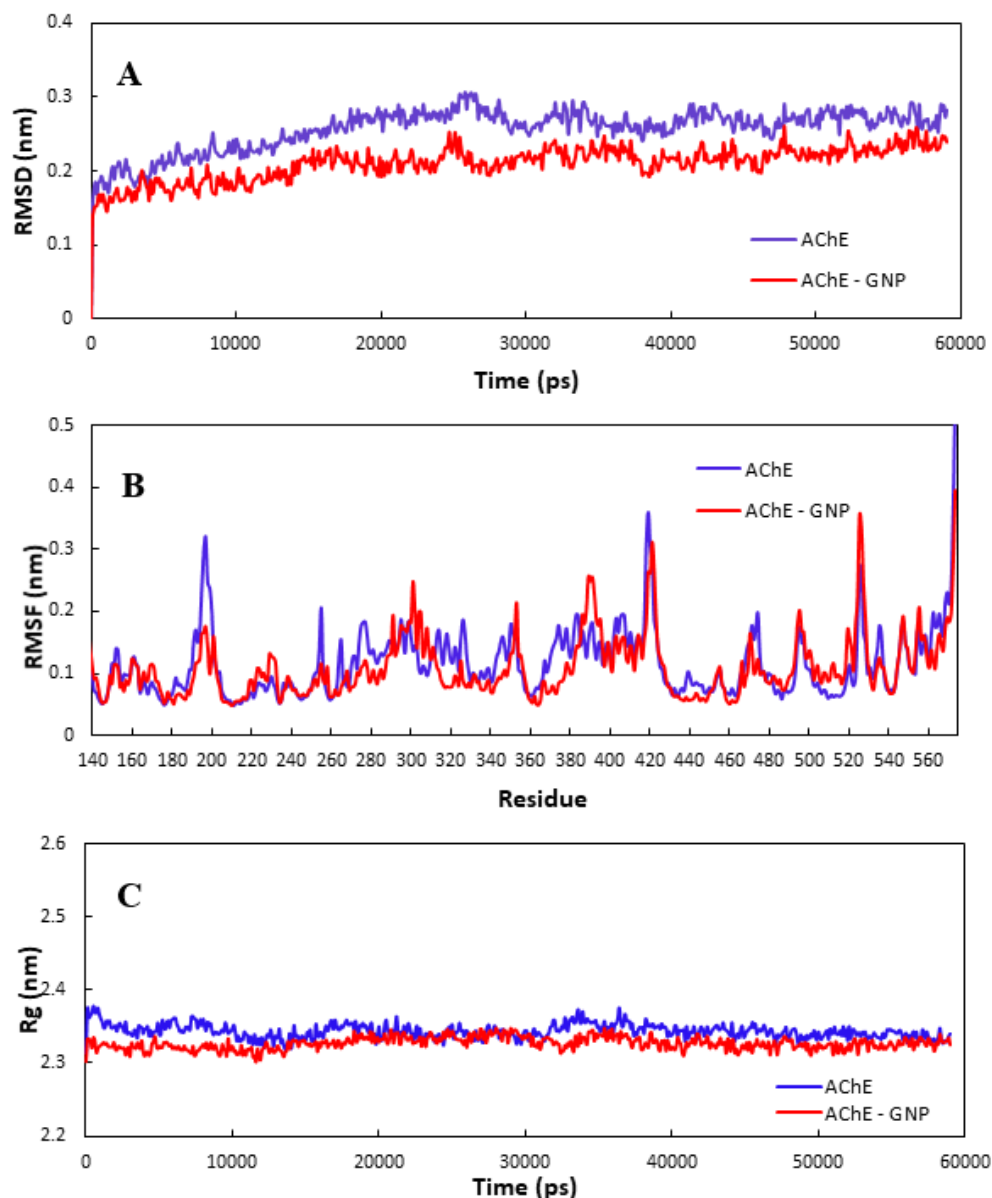 A
0.4
0.3
0.2
0.1
0
RMSD (nm)
AChE
AChE - GNP
0 10000 20000 30000 40000 50000 60000
Time (ps)
B
0.5
0.4
0.3
0.2
0.1
0
RMSF (nm)
AChE
AChE - GNP
140 160 180 200 220 240 260 280 300 320 340 360 380 400 420 440 460 480 500 520 540 560
Residue
C
2.6
2.5
2.4
2.3
2.2
Rg (nm)
AChE
AChE - GNP
0 10000 20000 30000 40000 50000 60000
Time (ps)